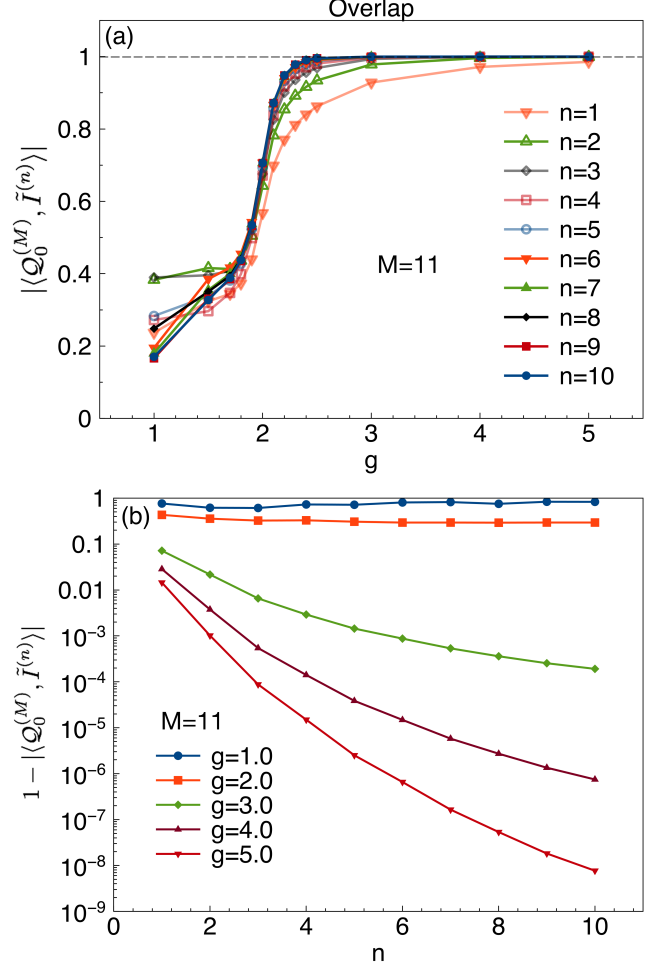 Overlap
(a)
1
0.8
0.6
0.4
0.2
0
|⟨𝒬₀⁽ᴹ⁾, Ĩ⁽ⁿ⁾⟩|
n=1
n=2
n=3
n=4
n=5
n=6
n=7
n=8
n=9
n=10
M=11
1 2 3 4 5
g
(b)
1
0.1
0.01
10⁻³
10⁻⁴
10⁻⁵
10⁻⁶
10⁻⁷
10⁻⁸
10⁻⁹
1 − |⟨𝒬₀⁽ᴹ⁾, Ĩ⁽ⁿ⁾⟩|
M=11
g=1.0
g=2.0
g=3.0
g=4.0
g=5.0
0 2 4 6 8 10
n